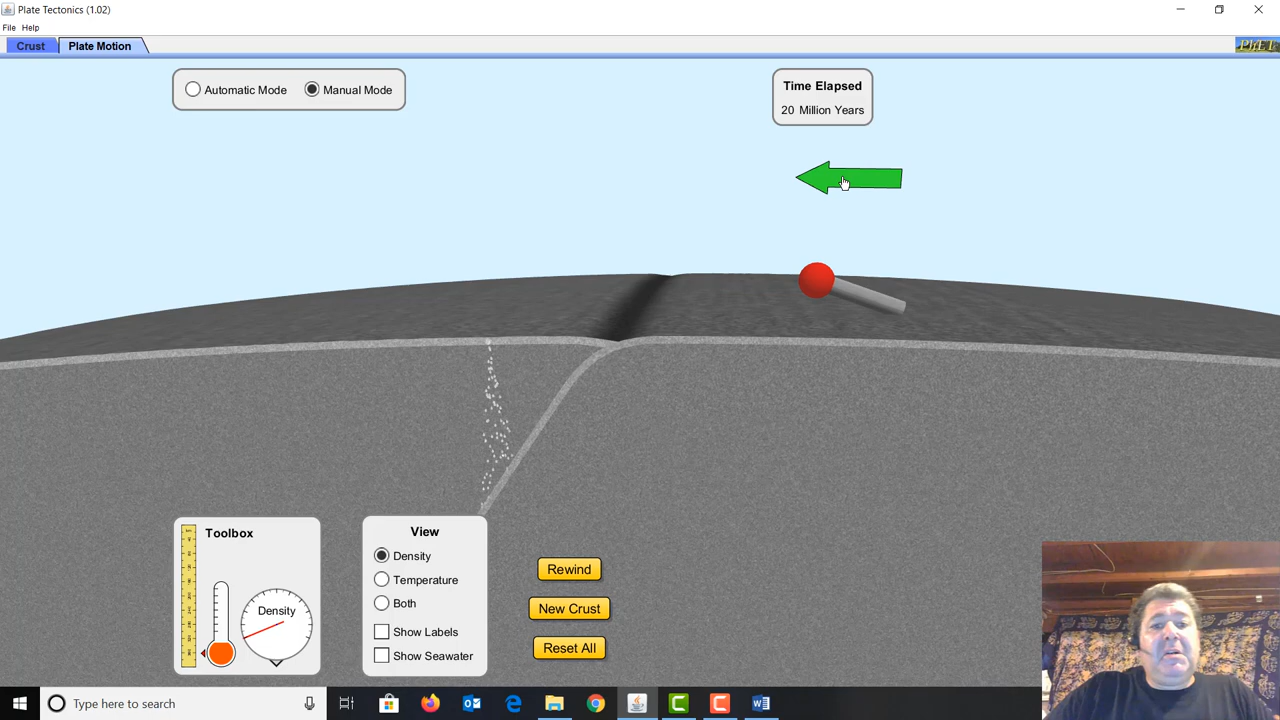 Plate Tectonics (1.02)
File Help
Crust Plate Motion
PhET
Automatic Mode Manual Mode
Time Elapsed
20 Million Years
Toolbox
Density
View
Density
Temperature
Both
Show Labels
Show Seawater
Rewind
New Crust
Reset All
Type here to search